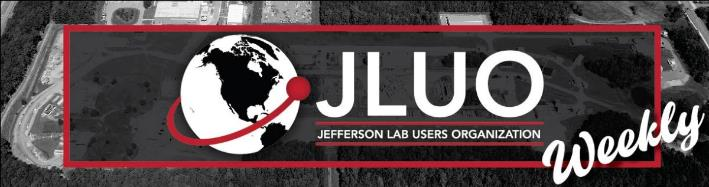 JLUO
JEFFERSON LAB USERS ORGANIZATION
Weekly